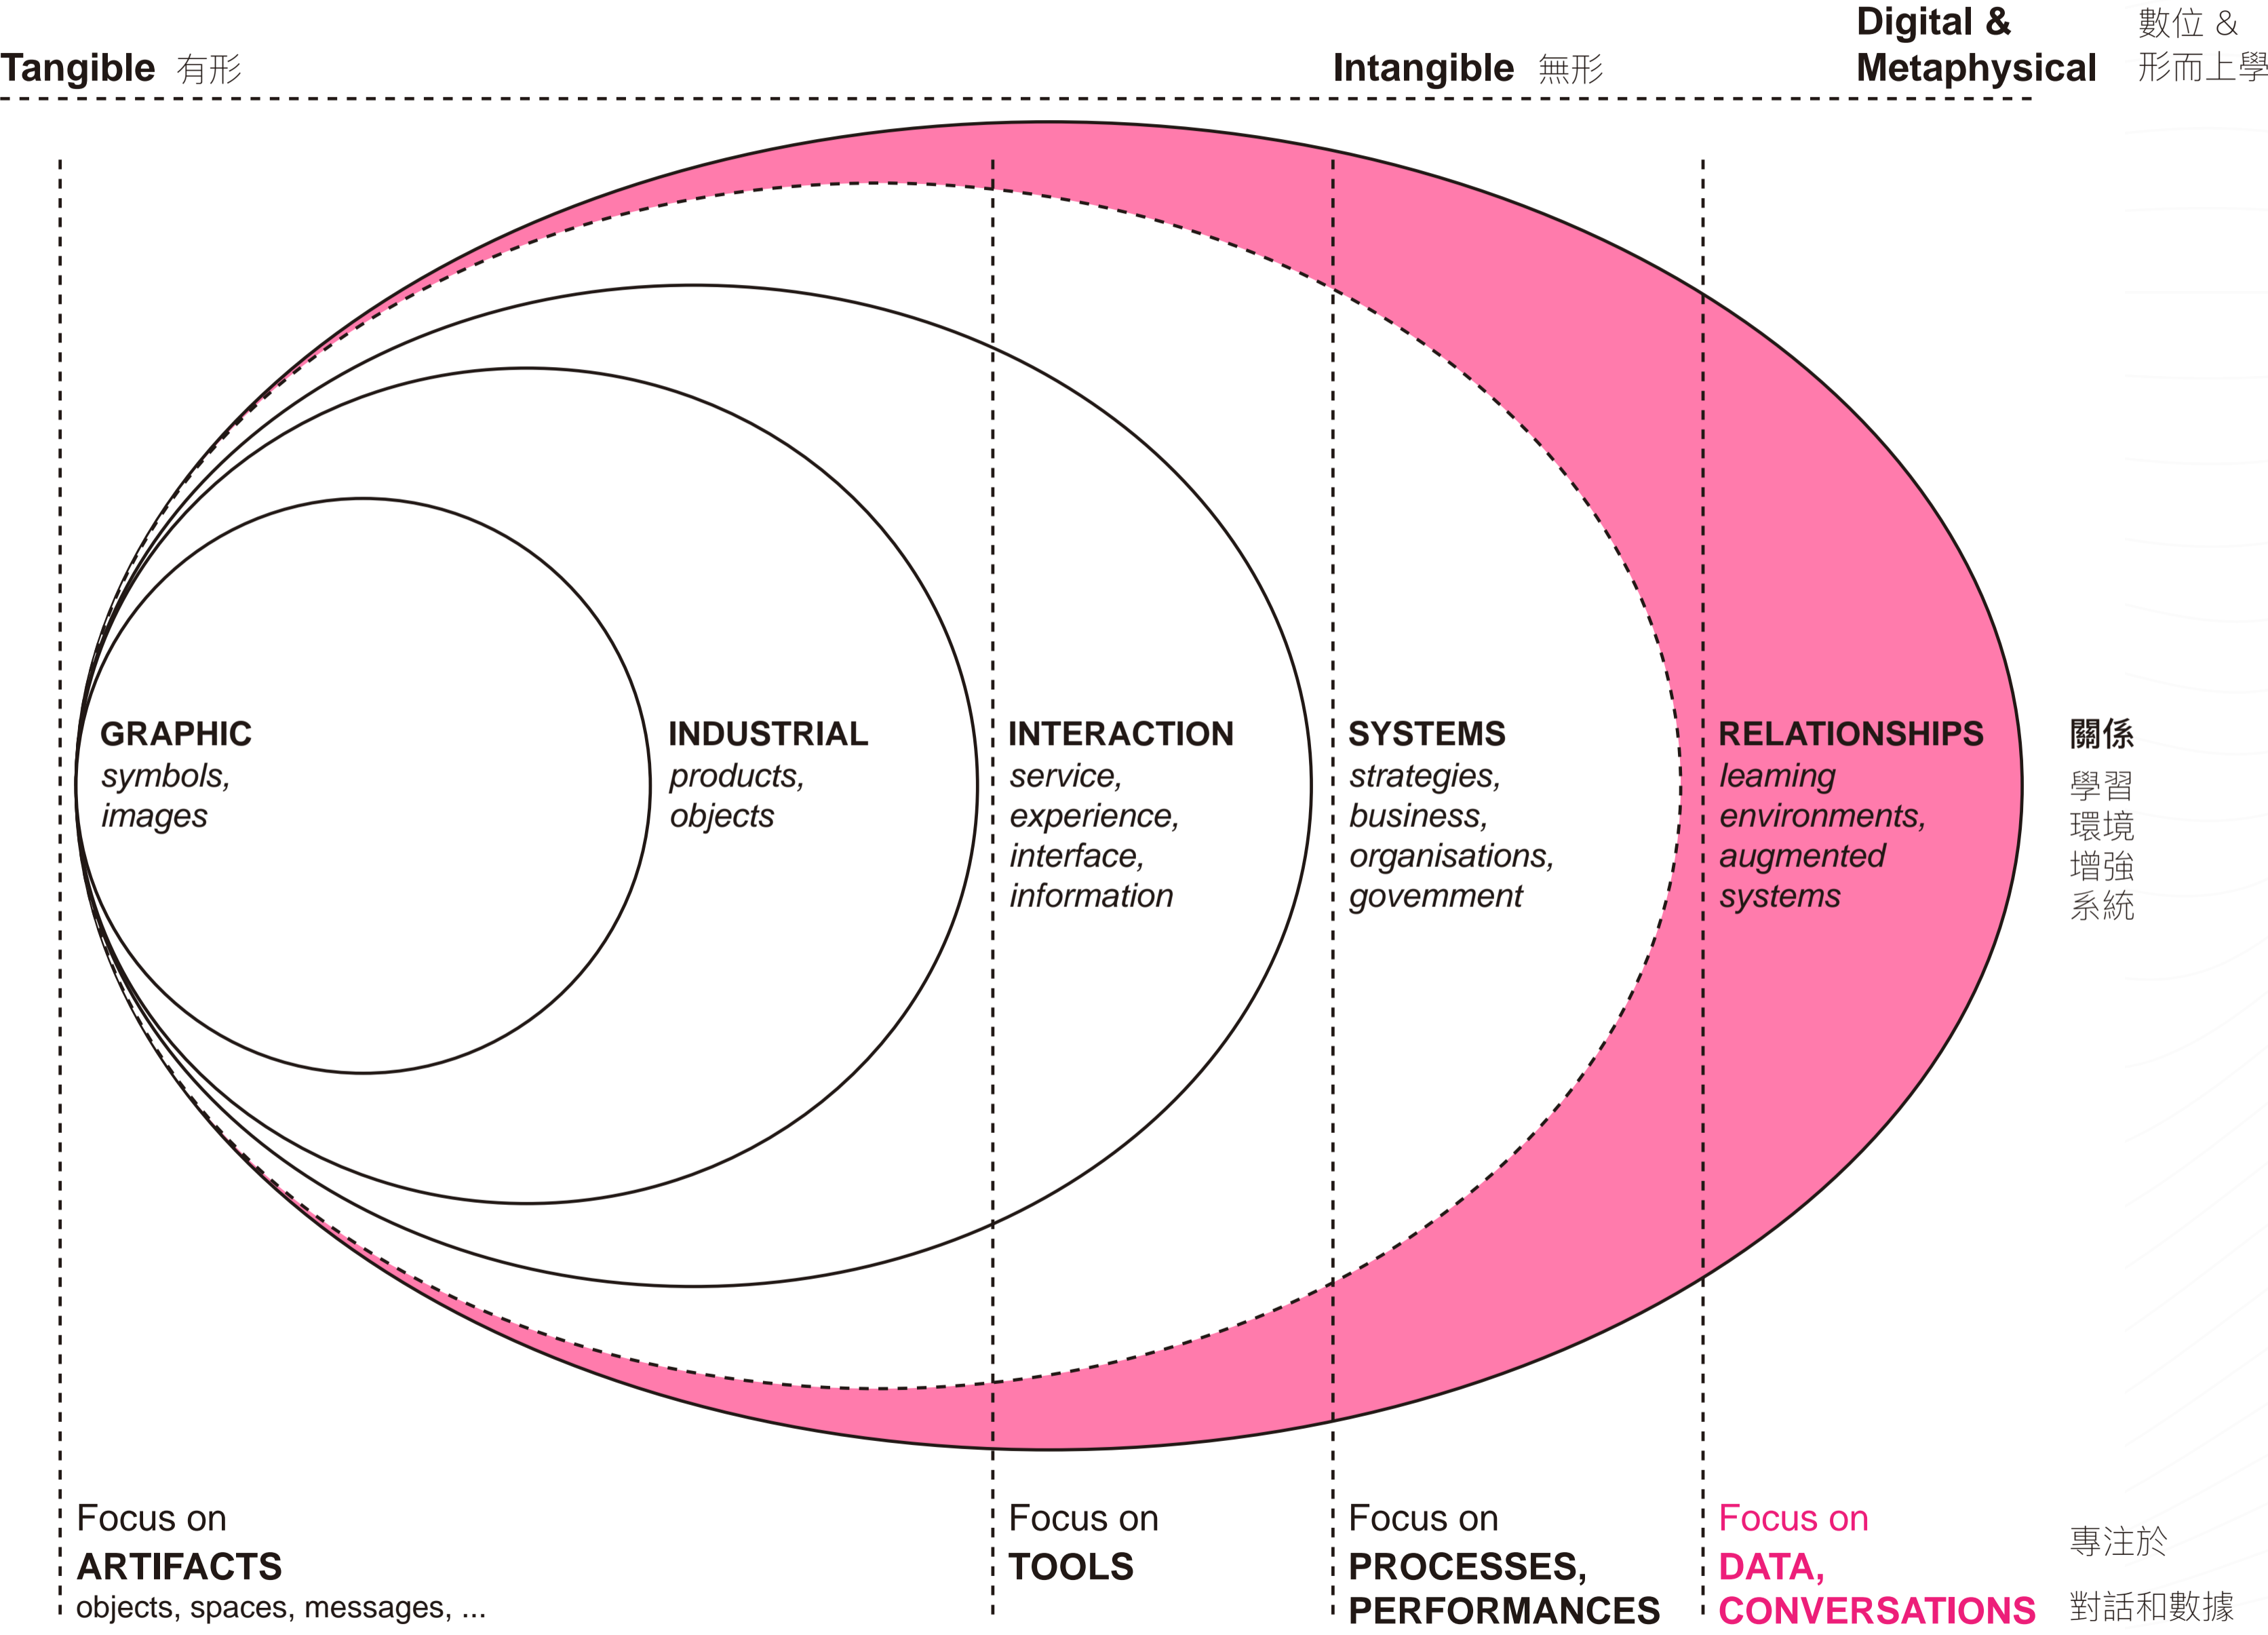 Digital & 數位 &
Tangible 有形 Intangible 無形 Metaphysical 形而上學
GRAPHIC
symbols,
images
INDUSTRIAL
products,
objects
INTERACTION
service,
experience,
interface,
information
SYSTEMS
strategies,
business,
organisations,
govemment
RELATIONSHIPS
leaming
environments,
augmented
systems
關係
學習
環境
增強
系統
Focus on
ARTIFACTS
objects, spaces, messages, ...
Focus on
TOOLS
Focus on
PROCESSES,
PERFORMANCES
Focus on
DATA,
CONVERSATIONS
專注於
對話和數據